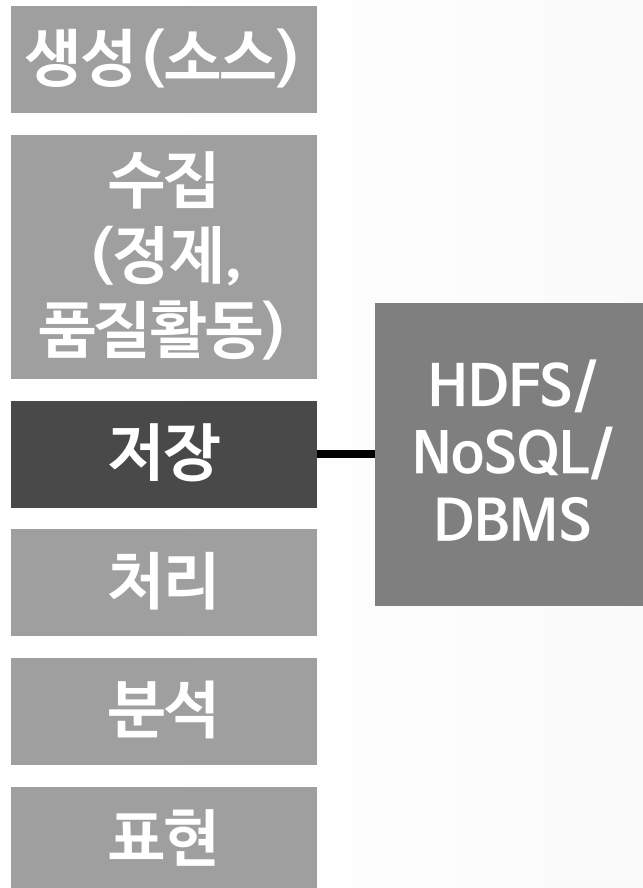 생성(소스)
수집
(정제,
품질활동)
저장
처리
분석
표현
HDFS/
NoSQL/
DBMS